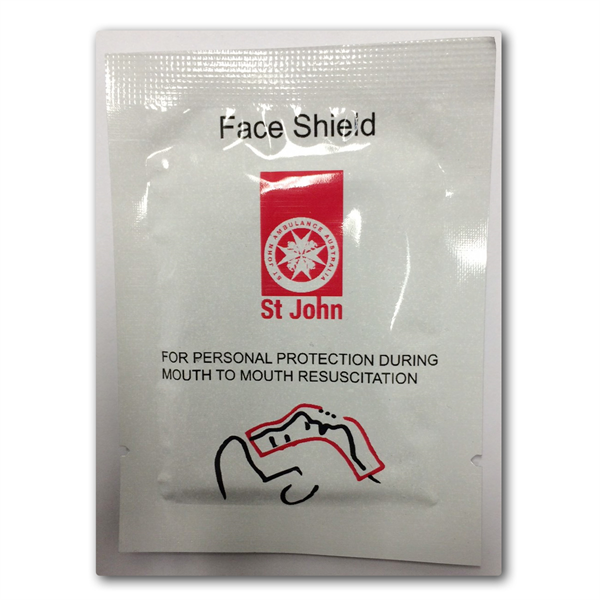 Face Shield
ST JOHN AMBULANCE AUSTRALIA
St John
FOR PERSONAL PROTECTION DURING
MOUTH TO MOUTH RESUSCITATION